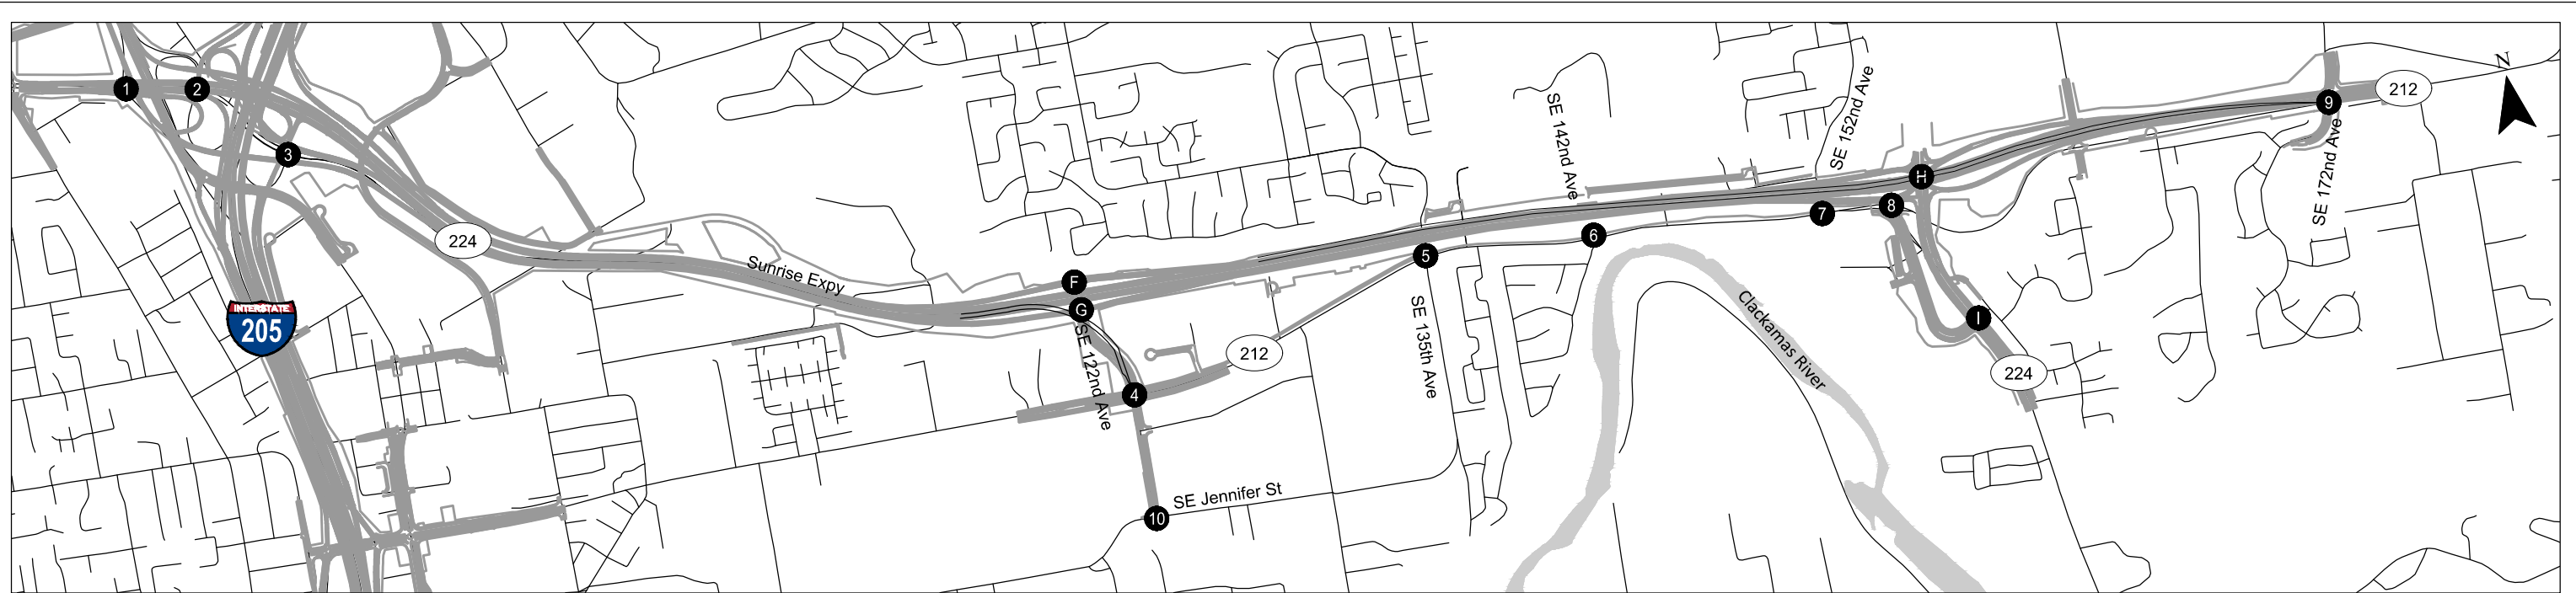 N
1
2
212
9
3
SE 142nd Ave
SE 152nd Ave
H
SE 172nd Ave
8
7
6
224
5
Sunrise Expy
F
G
INTERSTATE
205
I
Clackamas River
SE 135th Ave
SE 122nd Ave
212
224
4
SE Jennifer St
10